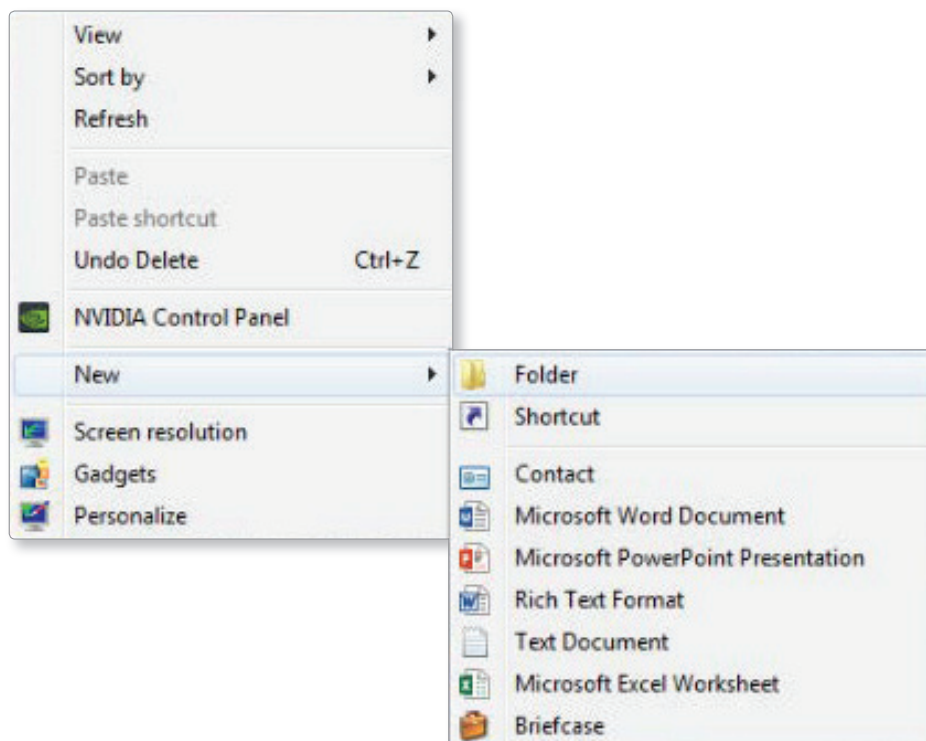 View
Sort by
Refresh
Paste
Paste shortcut
Undo Delete Ctrl+Z
NVIDIA Control Panel
New
Screen resolution
Gadgets
Personalize
Folder
Shortcut
Contact
Microsoft Word Document
Microsoft PowerPoint Presentation
Rich Text Format
Text Document
Microsoft Excel Worksheet
Briefcase